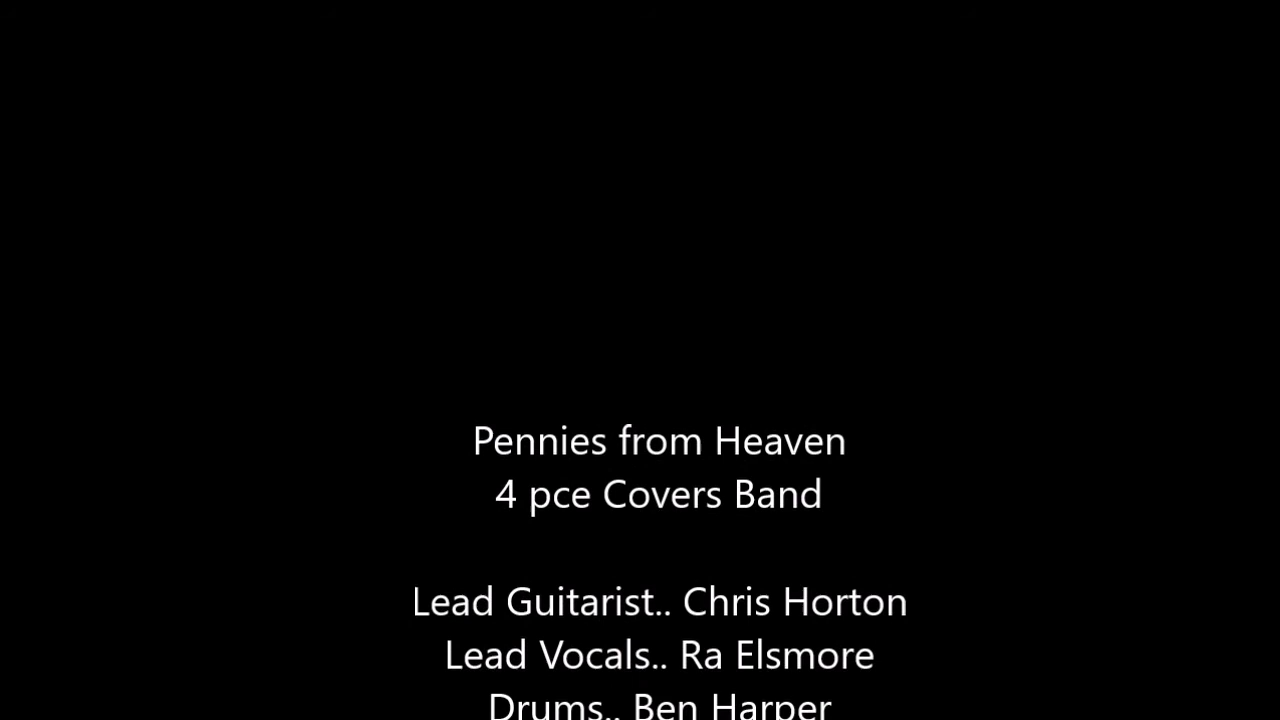 Pennies from Heaven
4 pce Covers Band
Lead Guitarist.. Chris Horton
Lead Vocals.. Ra Elsmore
Drums.. Ben Harper